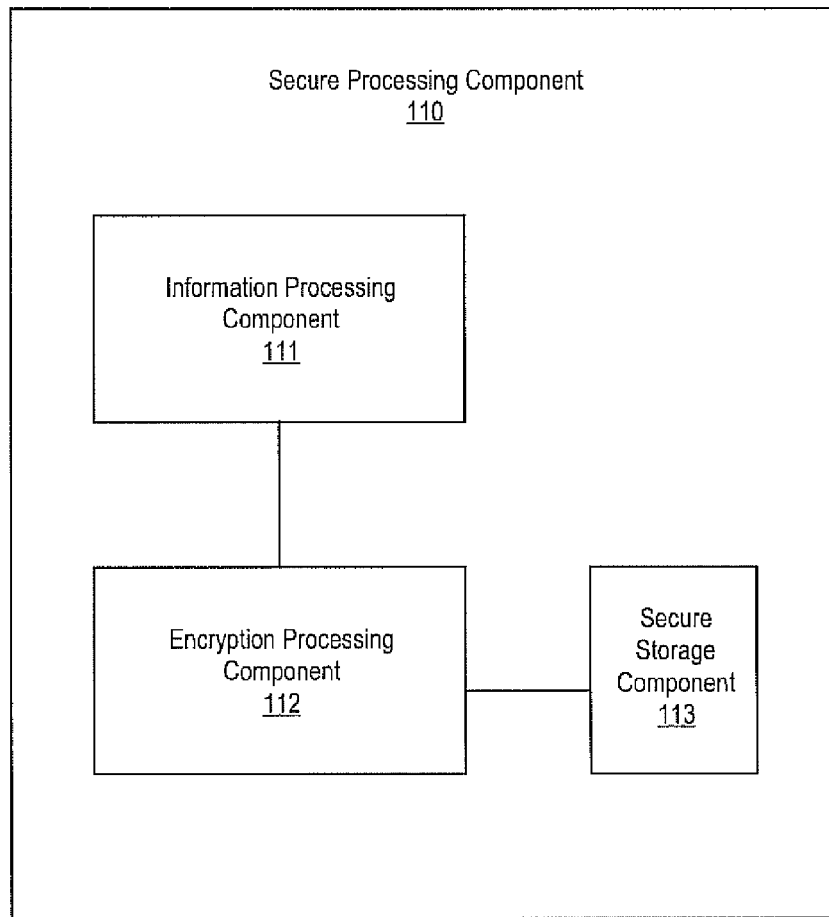 Secure Processing Component
110
Information Processing
Component
111
Encryption Processing
Component
112
Secure
Storage
Component
113